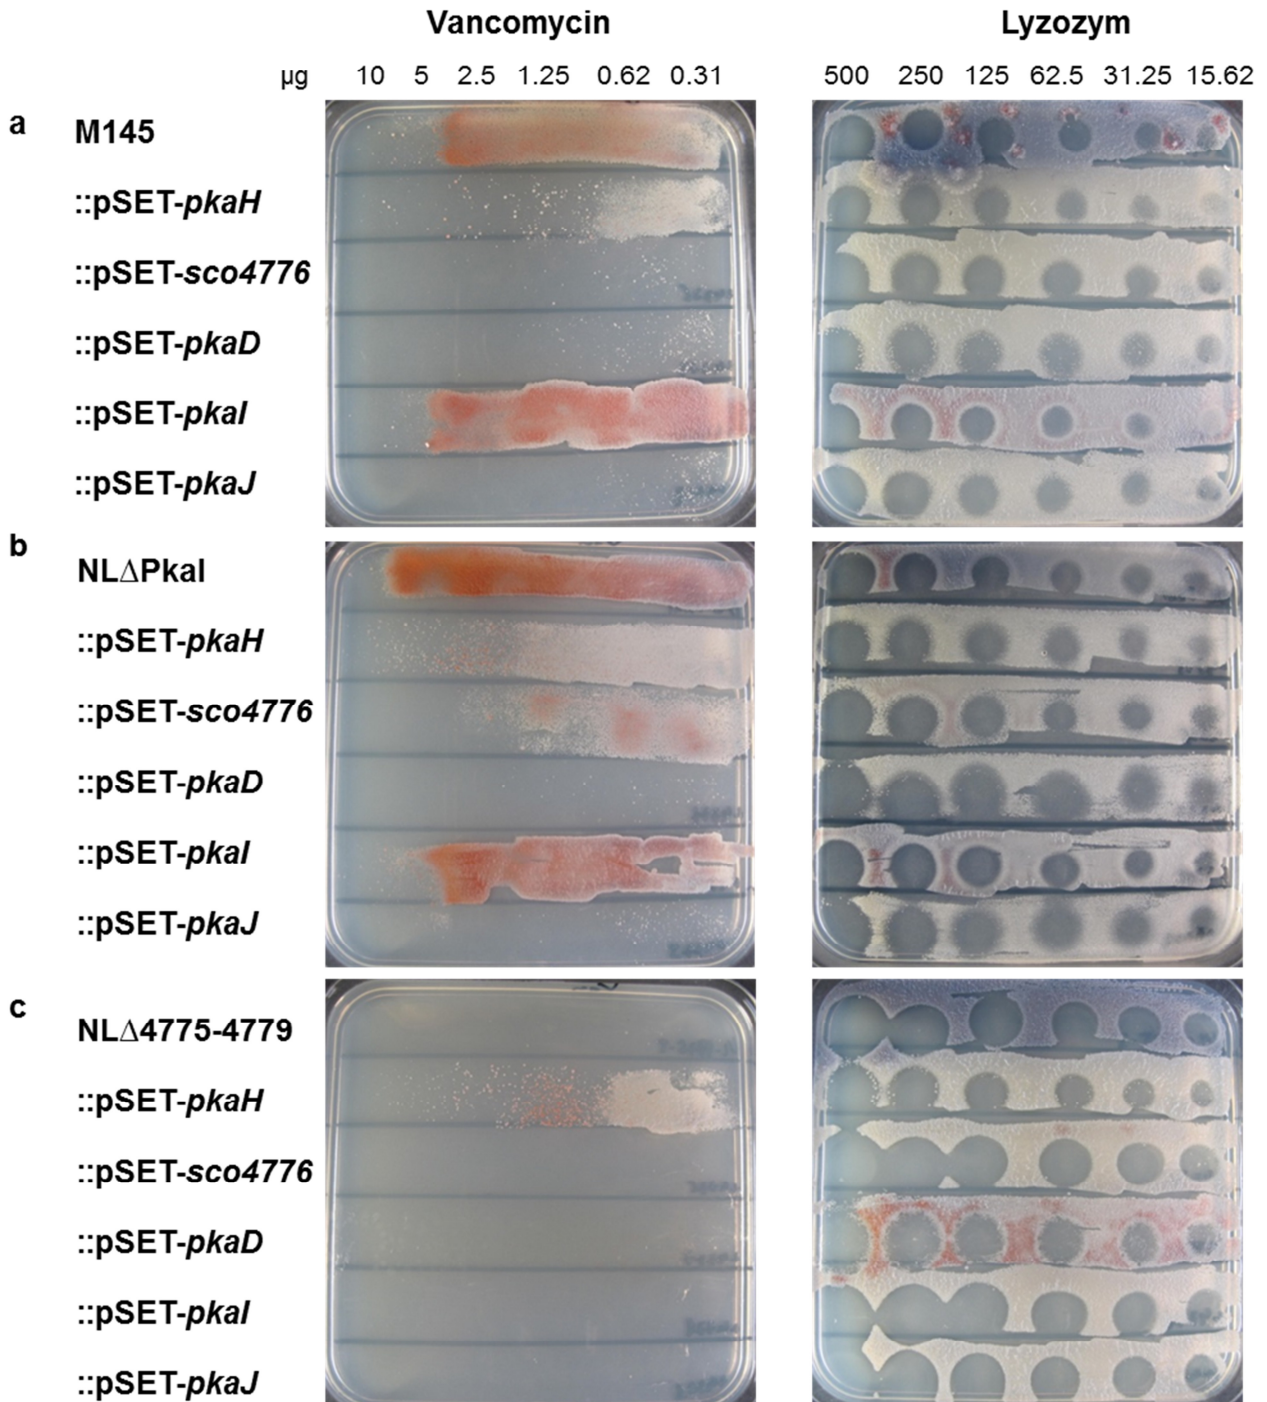 Vancomycin Lyzozym
µg 10 5 2.5 1.25 0.62 0.31 500 250 125 62.5 31.25 15.62
a M145
::pSET-pkaH
::pSET-sco4776
::pSET-pkaD
::pSET-pkaI
::pSET-pkaJ
b NLΔPkaI
::pSET-pkaH
::pSET-sco4776
::pSET-pkaD
::pSET-pkaI
::pSET-pkaJ
c NLΔ4775-4779
::pSET-pkaH
::pSET-sco4776
::pSET-pkaD
::pSET-pkaI
::pSET-pkaJ